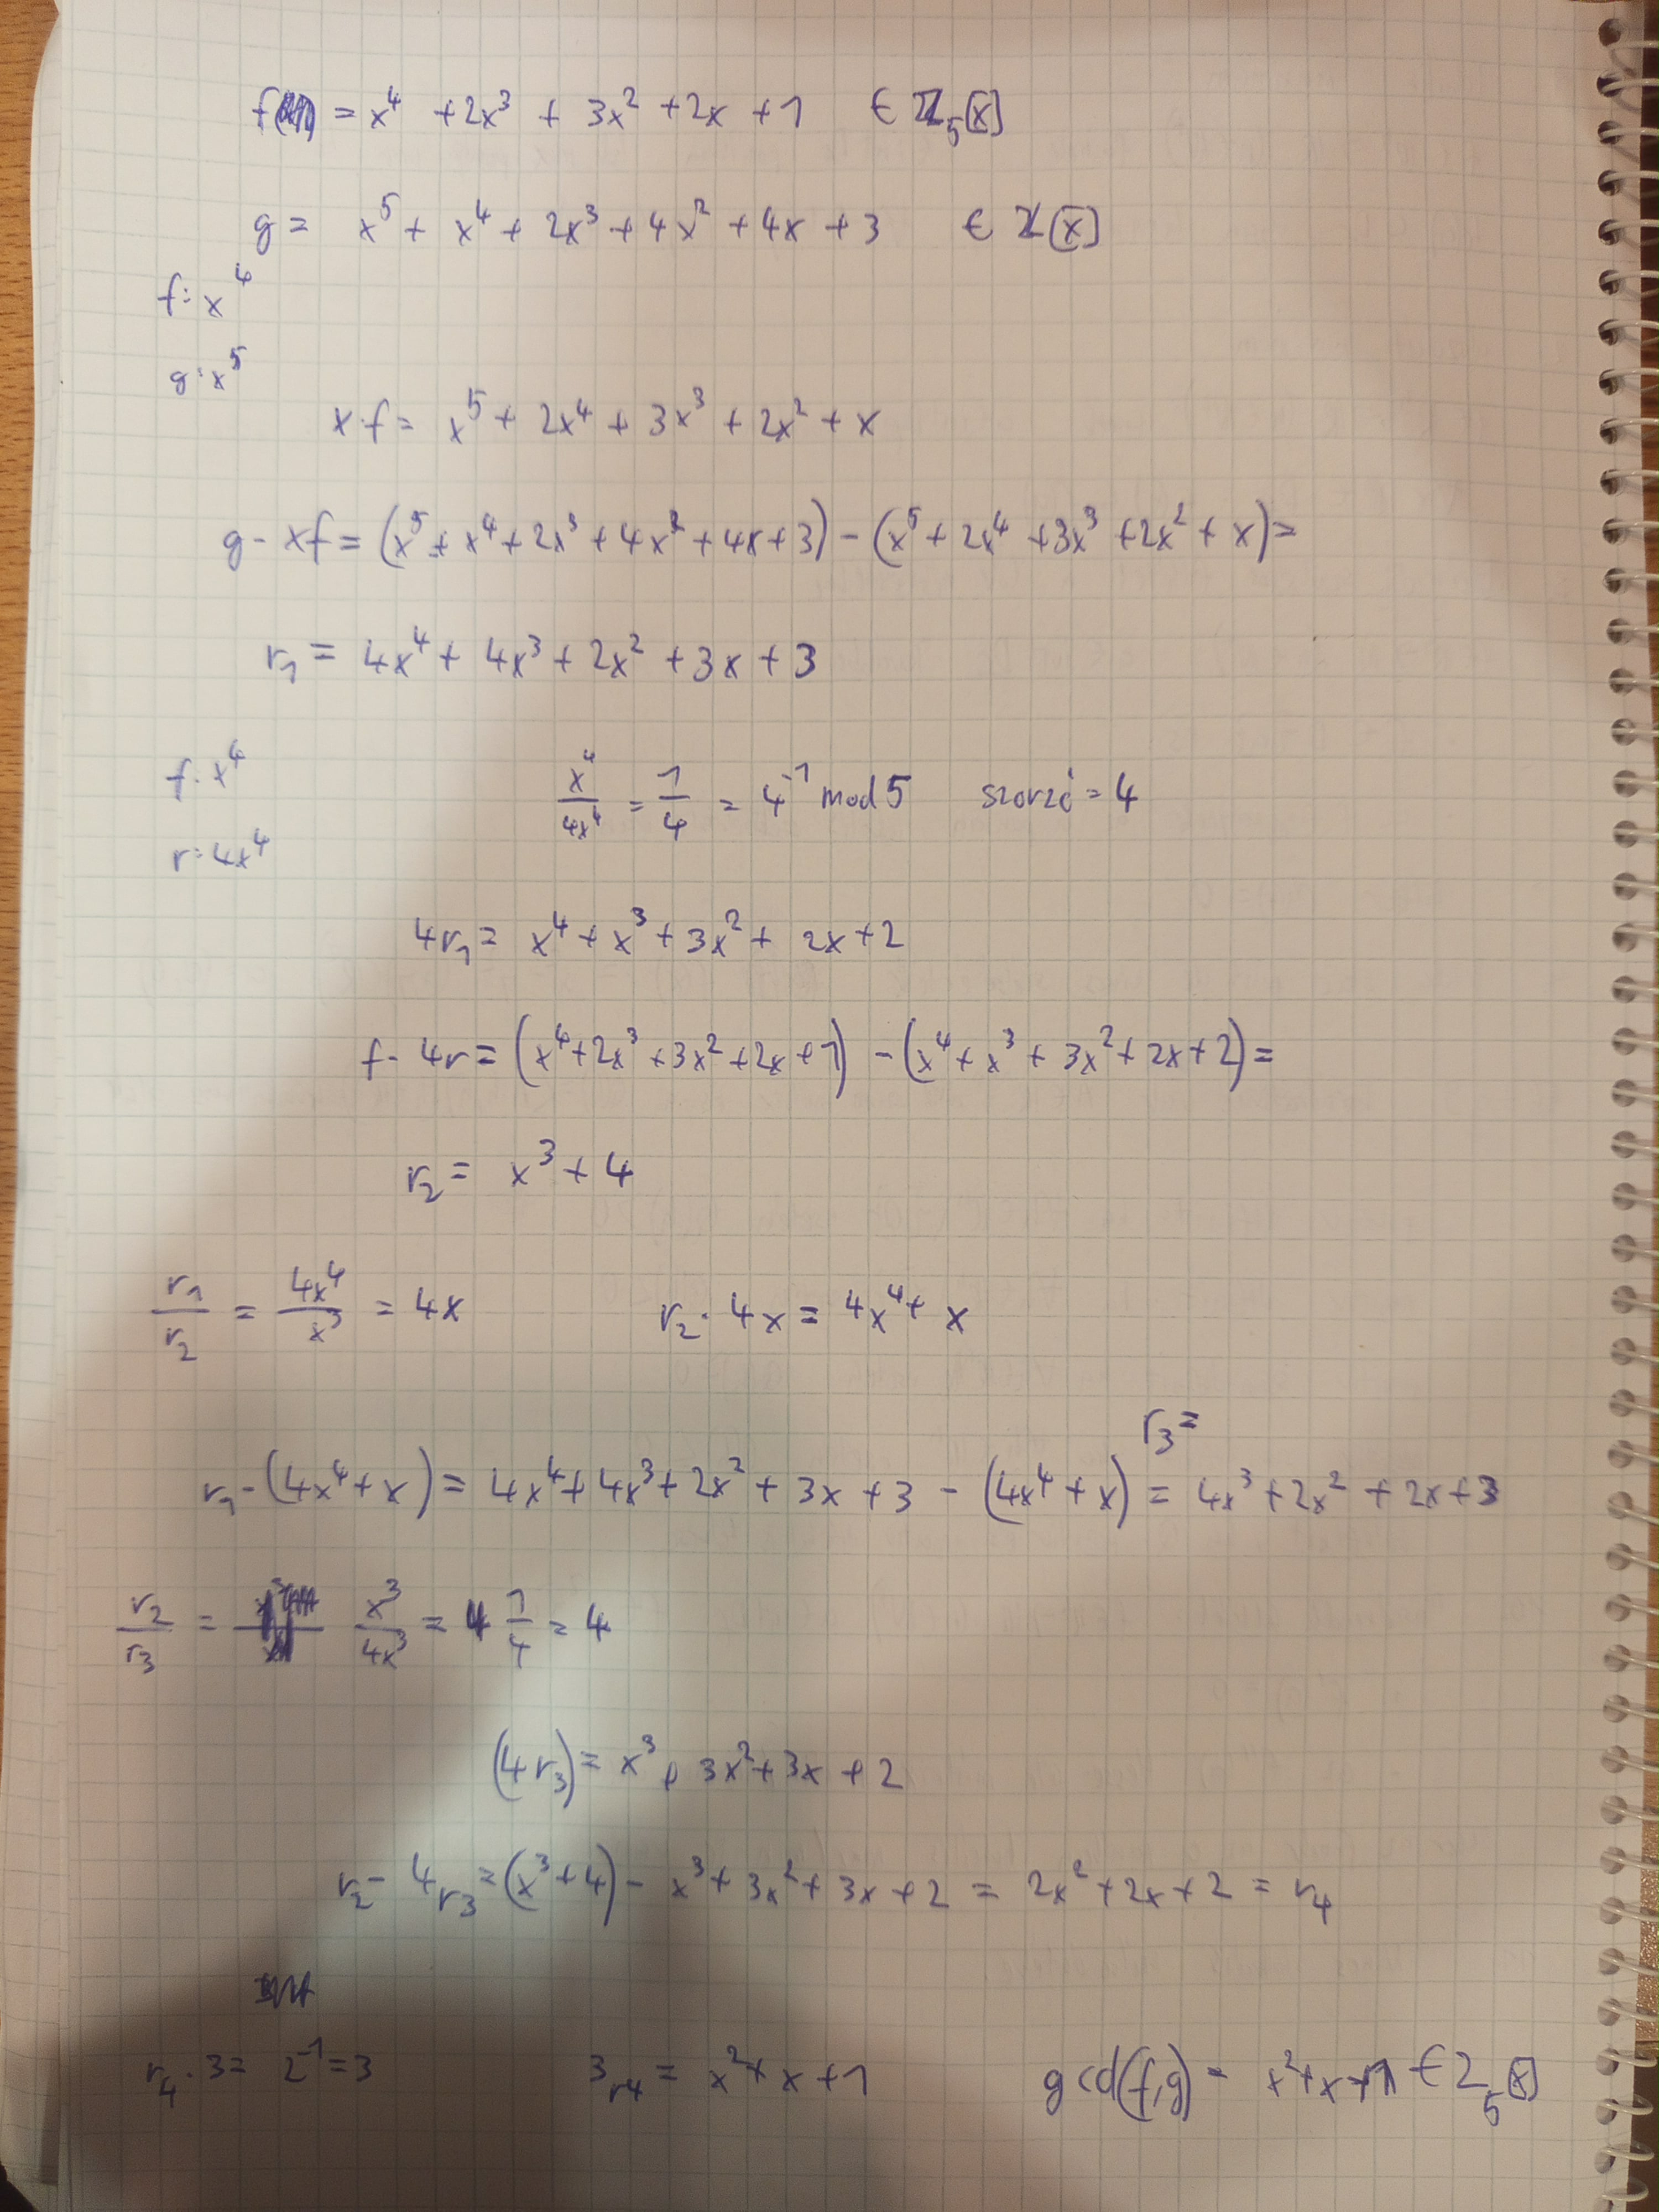 f = x⁴ + 2x³ + 3x² + 2x + 1 ∈ ℤ₅[x]
g = x⁵ + x⁴ + 2x³ + 4x² + 4x + 3 ∈ ℤ[x]
f: x⁴
g: x⁵
x·f = x⁵ + 2x⁴ + 3x³ + 2x² + x
g - xf = (x⁵ + x⁴ + 2x³ + 4x² + 4x + 3) - (x⁵ + 2x⁴ + 3x³ + 2x² + x) =
r₁ = 4x⁴ + 4x³ + 2x² + 3x + 3
f. x⁴
r: 4x⁴
x⁴/4x⁴ = 1/4 = 4⁻¹ mod 5 szorzó = 4
4r₁ = x⁴ + x³ + 3x² + 2x + 2
f - 4r = (x⁴ + 2x³ + 3x² + 2x + 1) - (x⁴ + x³ + 3x² + 2x + 2) =
r₂ = x³ + 4
r₁/r₂ = 4x⁴/x³ = 4x r₂·4x = 4x⁴ + x
r₃ =
r₁ - (4x⁴ + x) = 4x⁴ + 4x³ + 2x² + 3x + 3 - (4x⁴ + x) = 4x³ + 2x² + 2x + 3
r₂/r₃ = x³/4x³ = 1/4 = 4
(4r₃) = x³ + 3x² + 3x + 2
r₂ - 4r₃ = (x³ + 4) - x³ + 3x² + 3x + 2 = 2x² + 2x + 2 = r₄
r₄·3 = 2⁻¹ = 3 3r₄ = x² + x + 1 gcd(f,g) = x² + x + 1 ∈ ℤ₅[x]